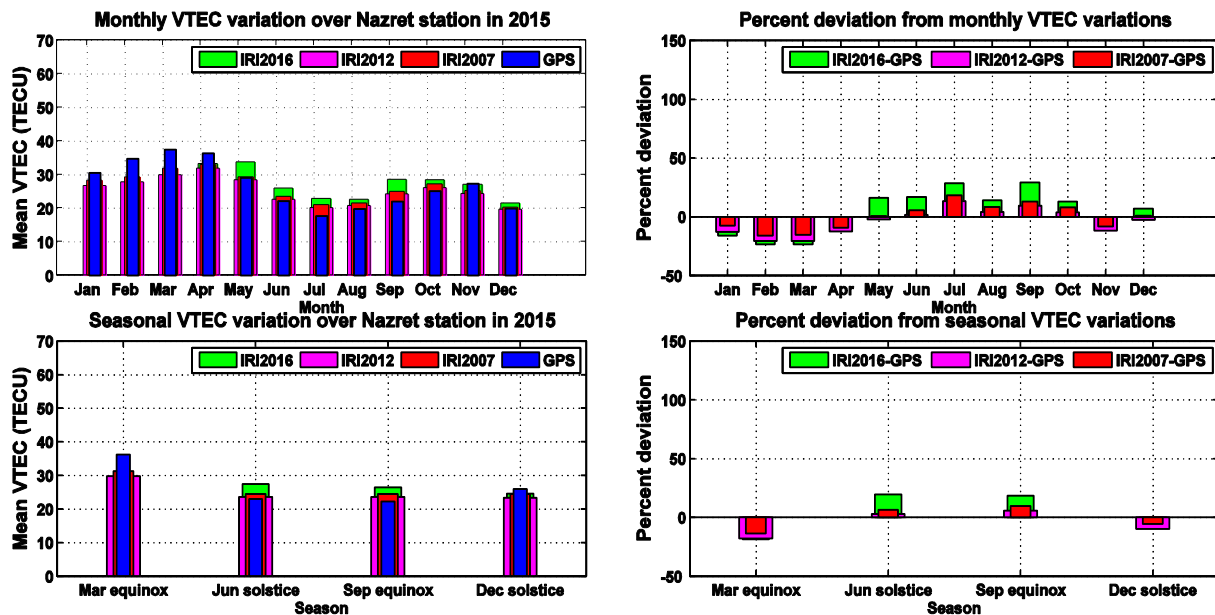 Monthly VTEC variation over Nazret station in 2015
70
60
50
40
30
20
10
0
Mean VTEC (TECU)
IRI2016 IRI2012 IRI2007 GPS
Jan Feb Mar Apr May Jun Jul Aug Sep Oct Nov Dec
Month
Percent deviation from monthly VTEC variations
150
100
50
0
-50
Percent deviation
IRI2016-GPS IRI2012-GPS IRI2007-GPS
Jan Feb Mar Apr May Jun Jul Aug Sep Oct Nov Dec
Month
Seasonal VTEC variation over Nazret station in 2015
70
60
50
40
30
20
10
0
Mean VTEC (TECU)
IRI2016 IRI2012 IRI2007 GPS
Mar equinox Jun solstice Sep equinox Dec solstice
Season
Percent deviation from seasonal VTEC variations
150
100
50
0
-50
Percent deviation
IRI2016-GPS IRI2012-GPS IRI2007-GPS
Mar equinox Jun solstice Sep equinox Dec solstice
Season